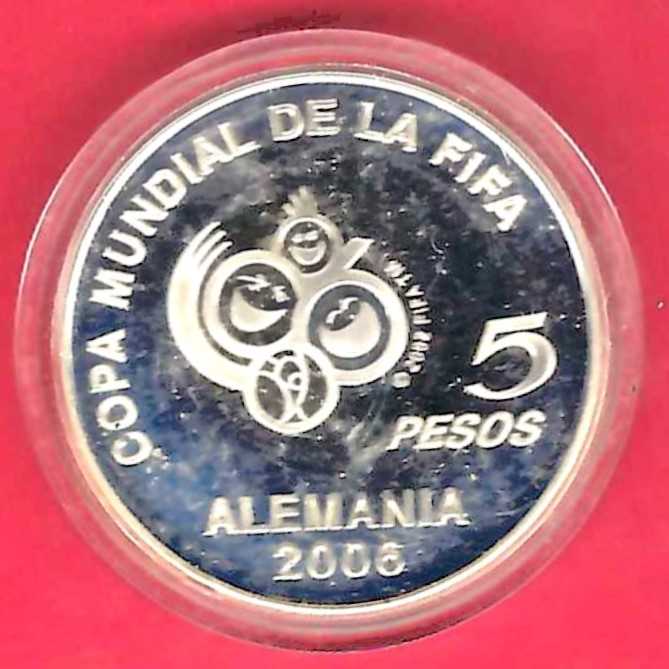 COPA MUNDIAL DE LA FIFA
5
PESOS
ALEMANIA
2006